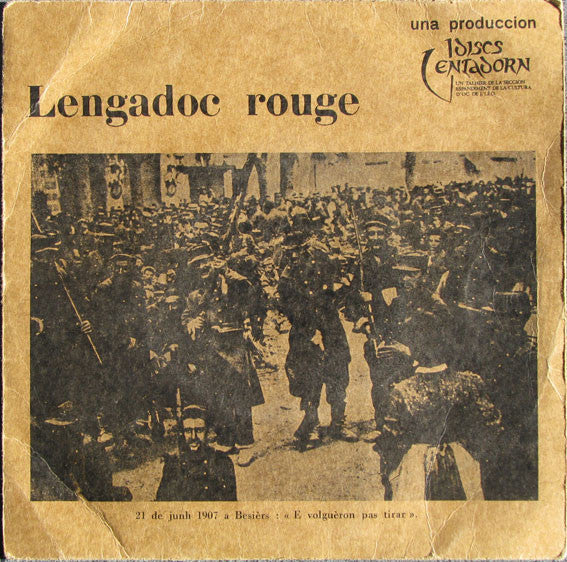 una produccion
DISCS
VENTADORN
UN TALHIER DE LA SECCION
ESPANDIMENT DE LA CULTURA
D'OC DE L'I.E.O.
Lengadoc rouge
21 de junh 1907 a Besièrs : « E volguèron pas tirar ».